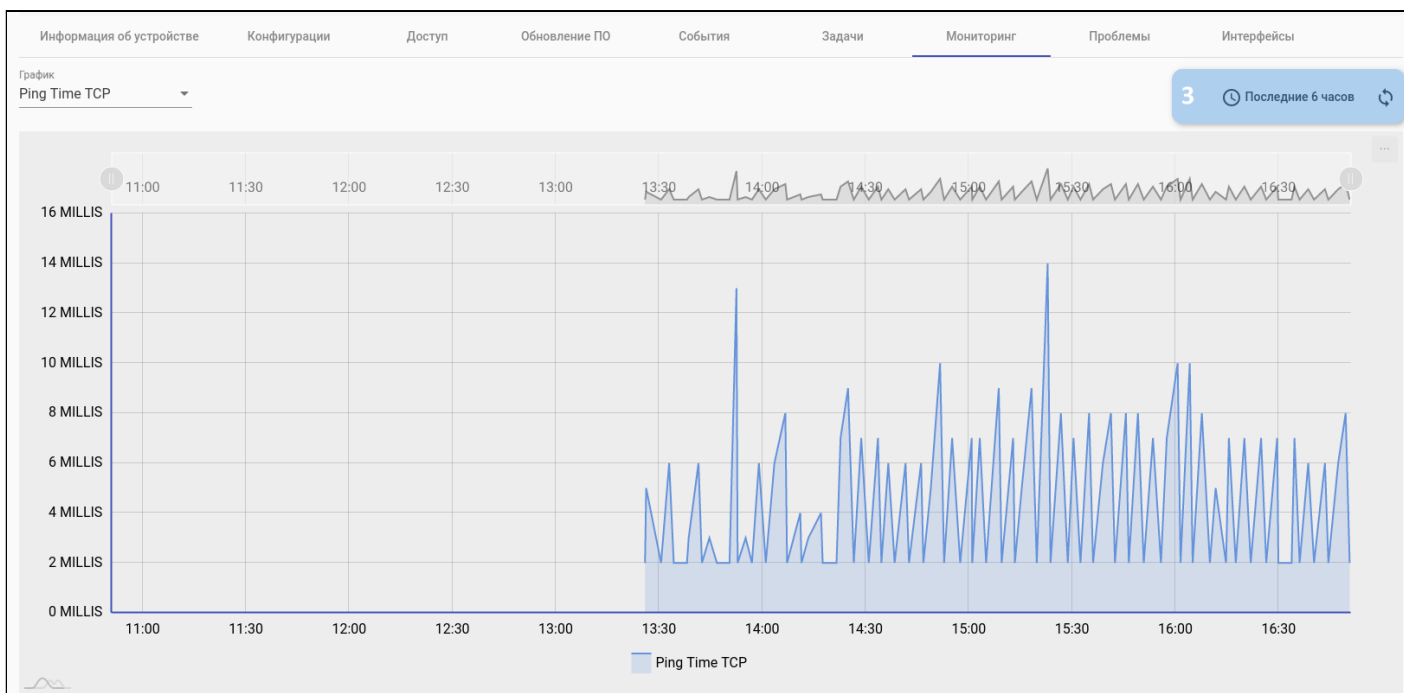 Информация об устройстве Конфигурации Доступ Обновление ПО События Задачи Мониторинг Проблемы Интерфейсы
График
Ping Time TCP
3 Последние 6 часов
...
11:00 11:30 12:00 12:30 13:00 13:30 14:00 14:30 15:00 15:30 16:00 16:30
16 MILLIS
14 MILLIS
12 MILLIS
10 MILLIS
8 MILLIS
6 MILLIS
4 MILLIS
2 MILLIS
0 MILLIS
11:00 11:30 12:00 12:30 13:00 13:30 14:00 14:30 15:00 15:30 16:00 16:30
Ping Time TCP